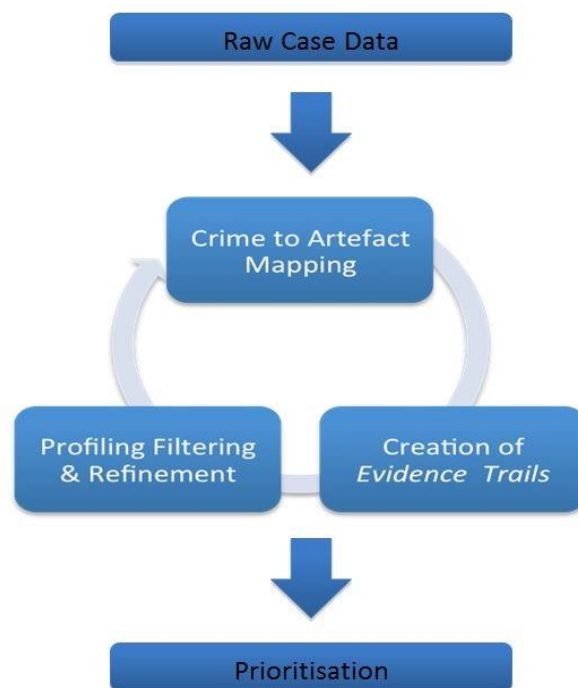 Raw Case Data
Crime to Artefact
Mapping
Profiling Filtering
& Refinement
Creation of
Evidence Trails
Prioritisation